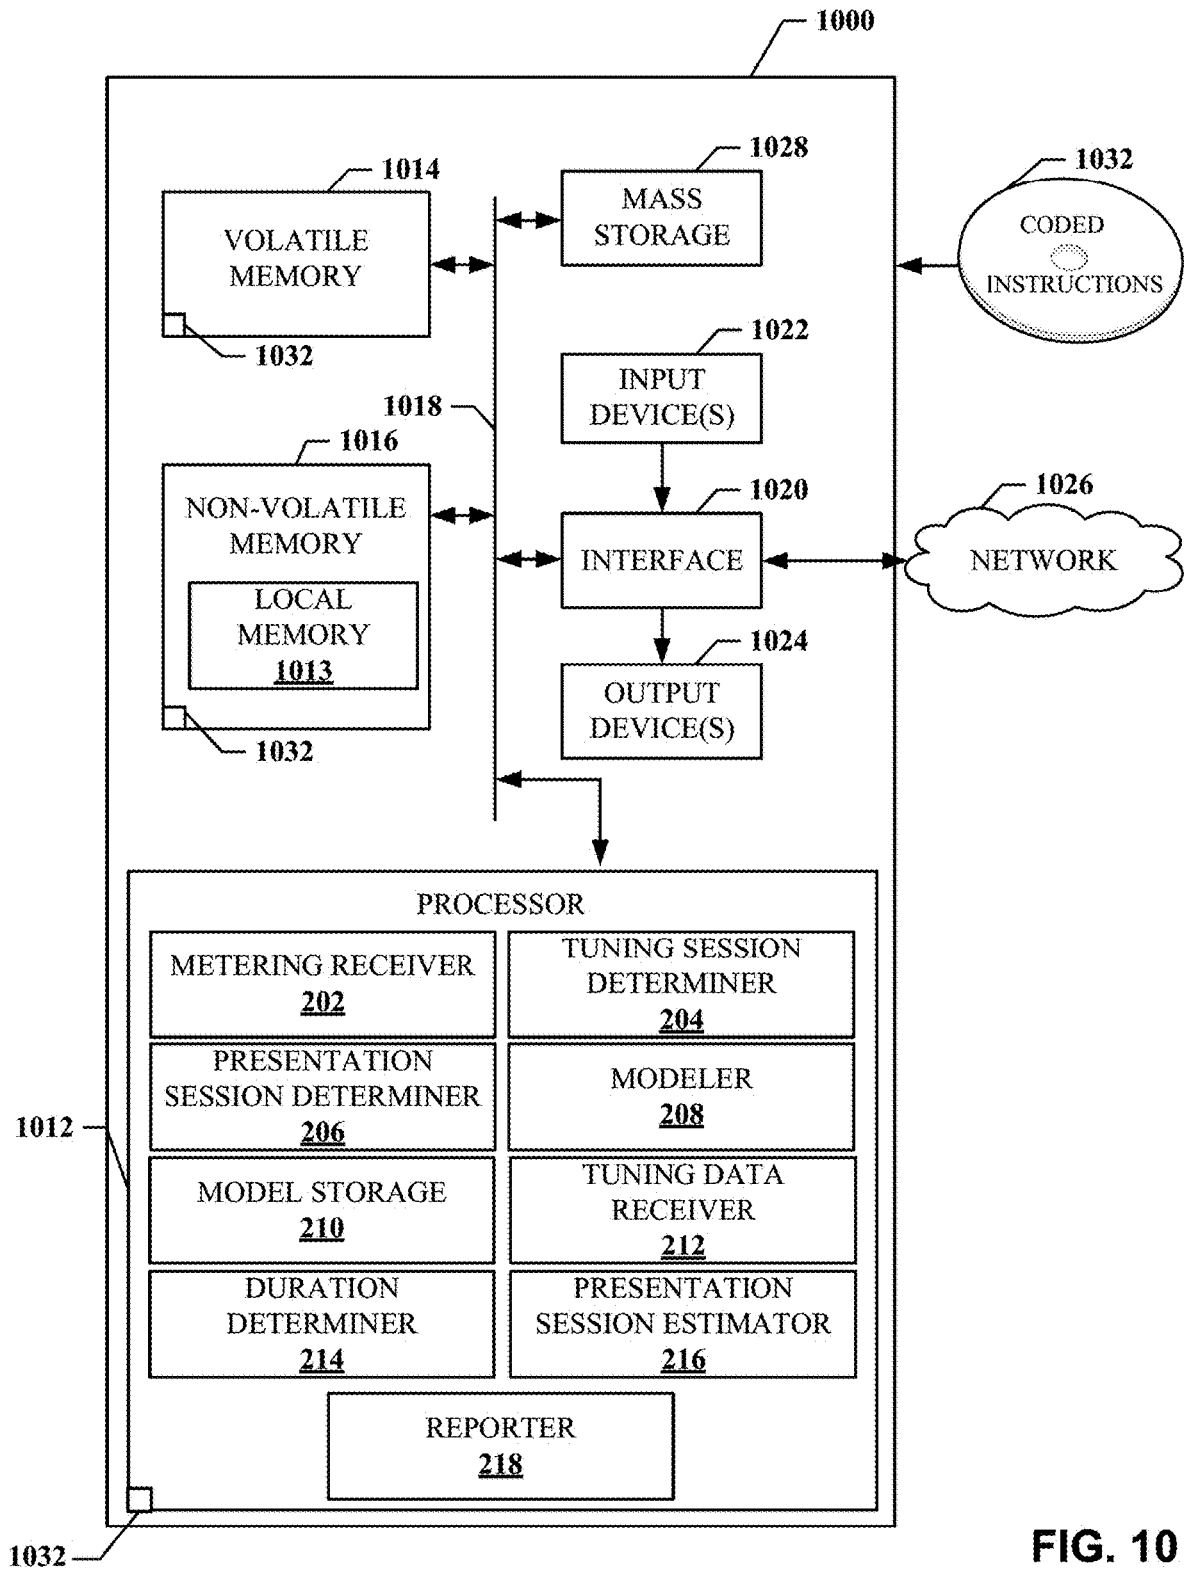 1000
1028
1014
1032
MASS
STORAGE
VOLATILE
MEMORY
CODED
INSTRUCTIONS
1032
1022
INPUT
DEVICE(S)
1018
1016
1020
1026
NON-VOLATILE
MEMORY
INTERFACE
NETWORK
LOCAL
MEMORY
1013
1024
OUTPUT
DEVICE(S)
1032
PROCESSOR
METERING RECEIVER
202
TUNING SESSION
DETERMINER
204
PRESENTATION
SESSION DETERMINER
206
MODELER
208
1012
MODEL STORAGE
210
TUNING DATA
RECEIVER
212
DURATION
DETERMINER
214
PRESENTATION
SESSION ESTIMATOR
216
REPORTER
218
1032
FIG. 10